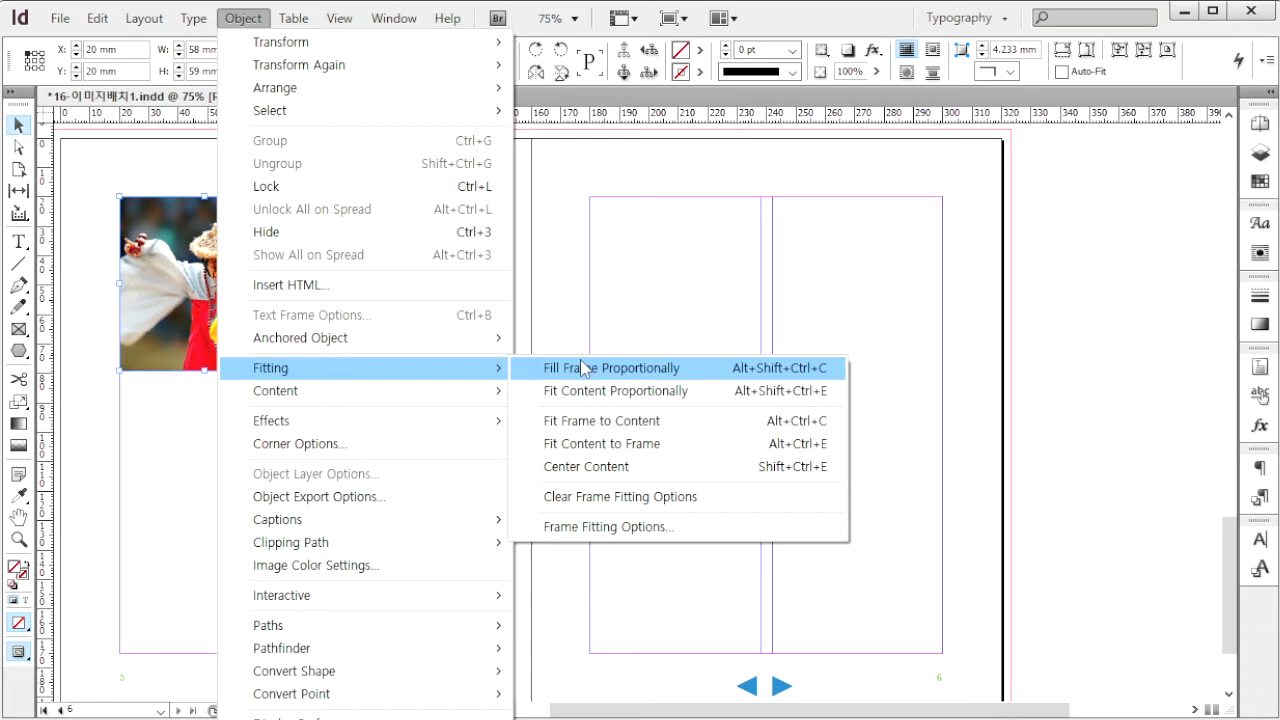 Id File Edit Layout Type Object Table View Window Help Br 75% Typography
X: 20 mm W: 58 mm 0 pt 4.233 mm
Y: 20 mm H: 59 mm P 100% fx. Auto-Fit
*16-이미지배치1.indd @ 75%
0 10 20 30 40 160 170 180 190 200 210 220 230 240 250 260 270 280 290 300 310 320 330 340 350 360 370 380
Transform
Transform Again
Arrange
Select
Group Ctrl+G
Ungroup Shift+Ctrl+G
Lock Ctrl+L
Unlock All on Spread Alt+Ctrl+L
Hide Ctrl+3
Show All on Spread Alt+Ctrl+3
Insert HTML...
Text Frame Options... Ctrl+B
Anchored Object
Fitting
Content
Effects
Corner Options...
Object Layer Options...
Object Export Options...
Captions
Clipping Path
Image Color Settings...
Interactive
Paths
Pathfinder
Convert Shape
Convert Point
Fill Frame Proportionally Alt+Shift+Ctrl+C
Fit Content Proportionally Alt+Shift+Ctrl+E
Fit Frame to Content Alt+Ctrl+C
Fit Content to Frame Alt+Ctrl+E
Center Content Shift+Ctrl+E
Clear Frame Fitting Options
Frame Fitting Options...
5 6
6